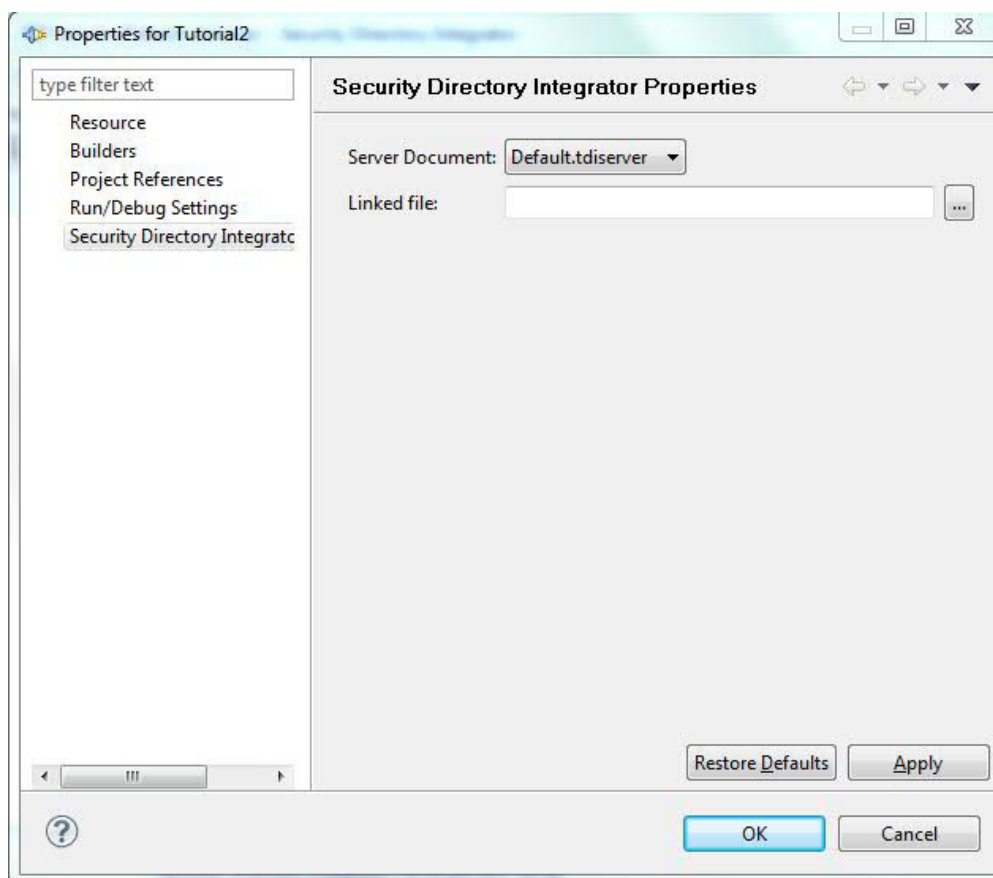 Properties for Tutorial2
type filter text
Resource
Builders
Project References
Run/Debug Settings
Security Directory Integratc
Security Directory Integrator Properties
Server Document: Default.tdiserver
Linked file:
...
Restore Defaults Apply
OK Cancel